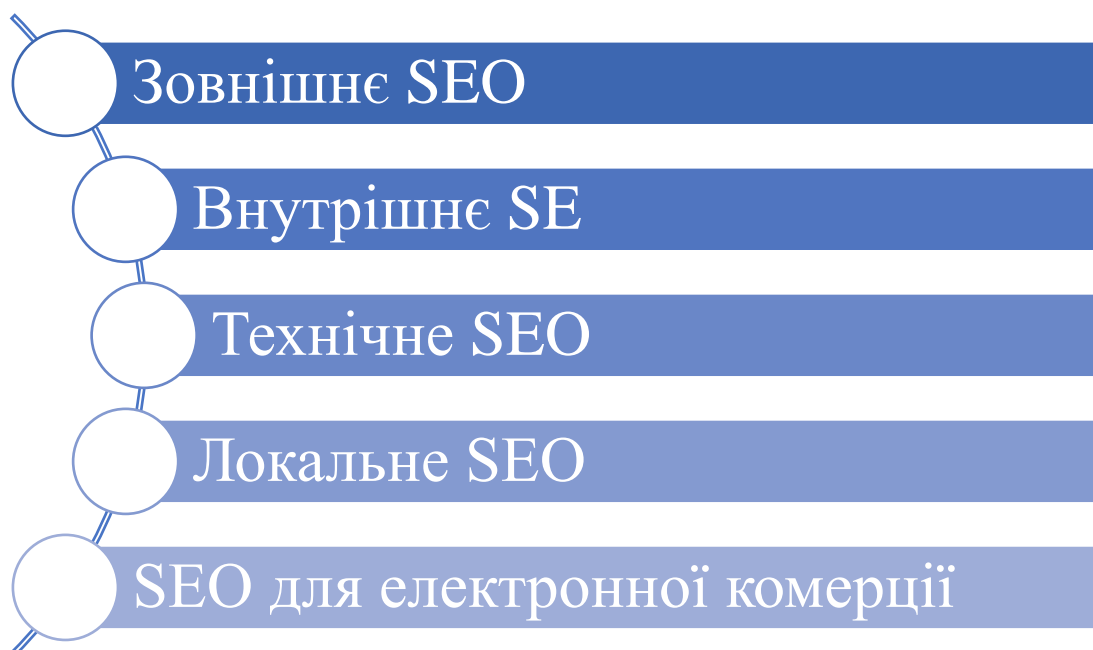 Зовнішнє SEO
Внутрішнє SE
Технічне SEO
Локальне SEO
SEO для електронної комерції